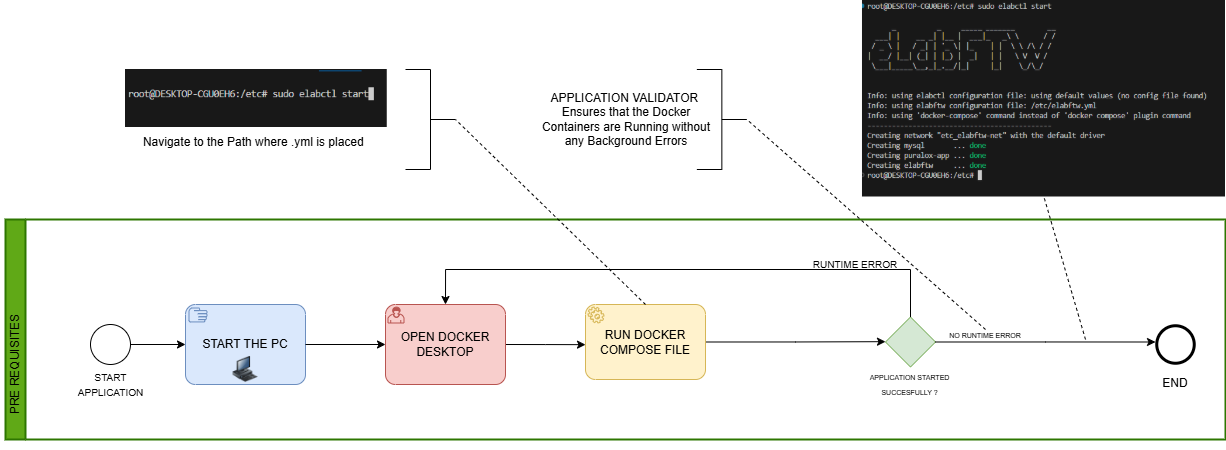 root@DESKTOP-CGU0EH6:/etc# sudo elabctl start
Navigate to the Path where .yml is placed
APPLICATION VALIDATOR
Ensures that the Docker
Containers are Running without
any Background Errors
root@DESKTOP-CGU0EH6:/etc# sudo elabctl start
eLabFTW
Info: using elabctl configuration file: using default values (no config file found)
Info: using elabftw configuration file: /etc/elabftw.yml
Info: using 'docker-compose' command instead of 'docker compose' plugin command
Creating network "etc_elabftw-net" with the default driver
Creating mysql ... done
Creating puralox-app ... done
Creating elabftw ... done
root@DESKTOP-CGU0EH6:/etc#
PRE REQUISITES
START
APPLICATION
START THE PC
OPEN DOCKER
DESKTOP
RUN DOCKER
COMPOSE FILE
RUNTIME ERROR
APPLICATION STARTED
SUCCESFULLY ?
NO RUNTIME ERROR
END